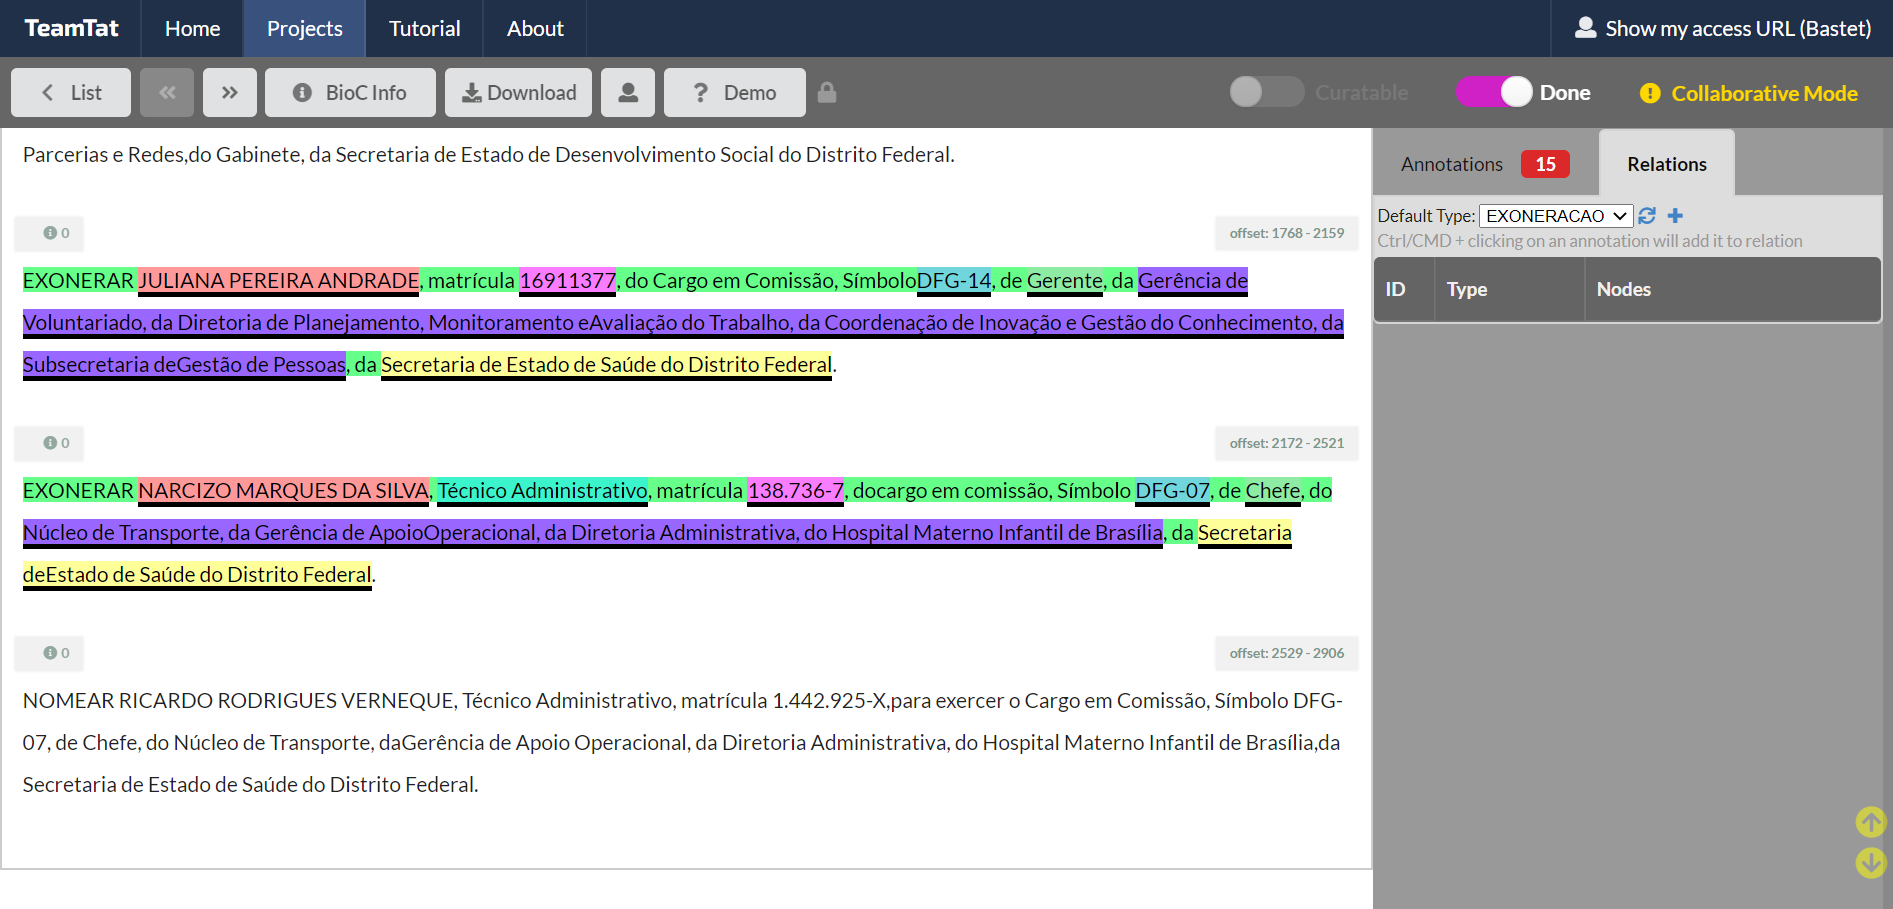 TeamTat Home Projects Tutorial About Show my access URL (Bastet)
List BioC Info Download ? Demo Curatable Done Collaborative Mode
Parcerias e Redes,do Gabinete, da Secretaria de Estado de Desenvolvimento Social do Distrito Federal.
0 offset: 1768 - 2159
EXONERAR JULIANA PEREIRA ANDRADE, matrícula 16911377, do Cargo em Comissão, SímboloDFG-14, de Gerente, da Gerência de
Voluntariado, da Diretoria de Planejamento, Monitoramento eAvaliação do Trabalho, da Coordenação de Inovação e Gestão do Conhecimento, da
Subsecretaria deGestão de Pessoas, da Secretaria de Estado de Saúde do Distrito Federal.
0 offset: 2172 - 2521
EXONERAR NARCIZO MARQUES DA SILVA, Técnico Administrativo, matrícula 138.736-7, docargo em comissão, Símbolo DFG-07, de Chefe, do
Núcleo de Transporte, da Gerência de ApoioOperacional, da Diretoria Administrativa, do Hospital Materno Infantil de Brasília, da Secretaria
deEstado de Saúde do Distrito Federal.
0 offset: 2529 - 2906
NOMEAR RICARDO RODRIGUES VERNEQUE, Técnico Administrativo, matrícula 1.442.925-X,para exercer o Cargo em Comissão, Símbolo DFG-
07, de Chefe, do Núcleo de Transporte, daGerência de Apoio Operacional, da Diretoria Administrativa, do Hospital Materno Infantil de Brasília,da
Secretaria de Estado de Saúde do Distrito Federal.
Annotations 15 Relations
Default Type: EXONERACAO
Ctrl/CMD + clicking on an annotation will add it to relation
ID Type Nodes